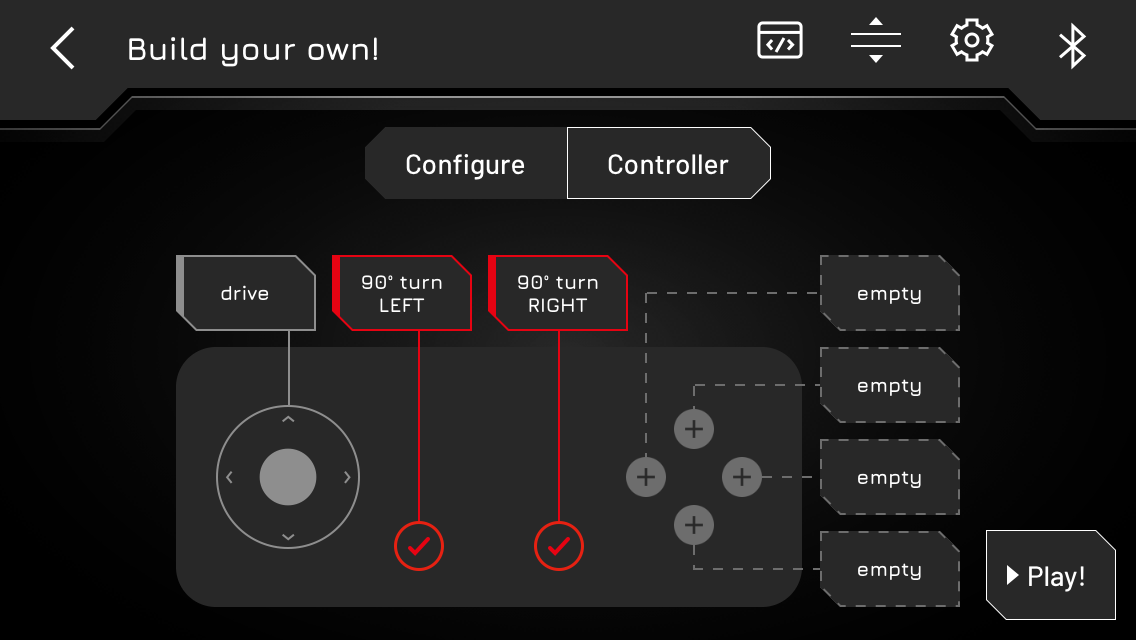 Build your own!
Configure
Controller
drive
90° turn
LEFT
90° turn
RIGHT
empty
empty
empty
empty
Play!